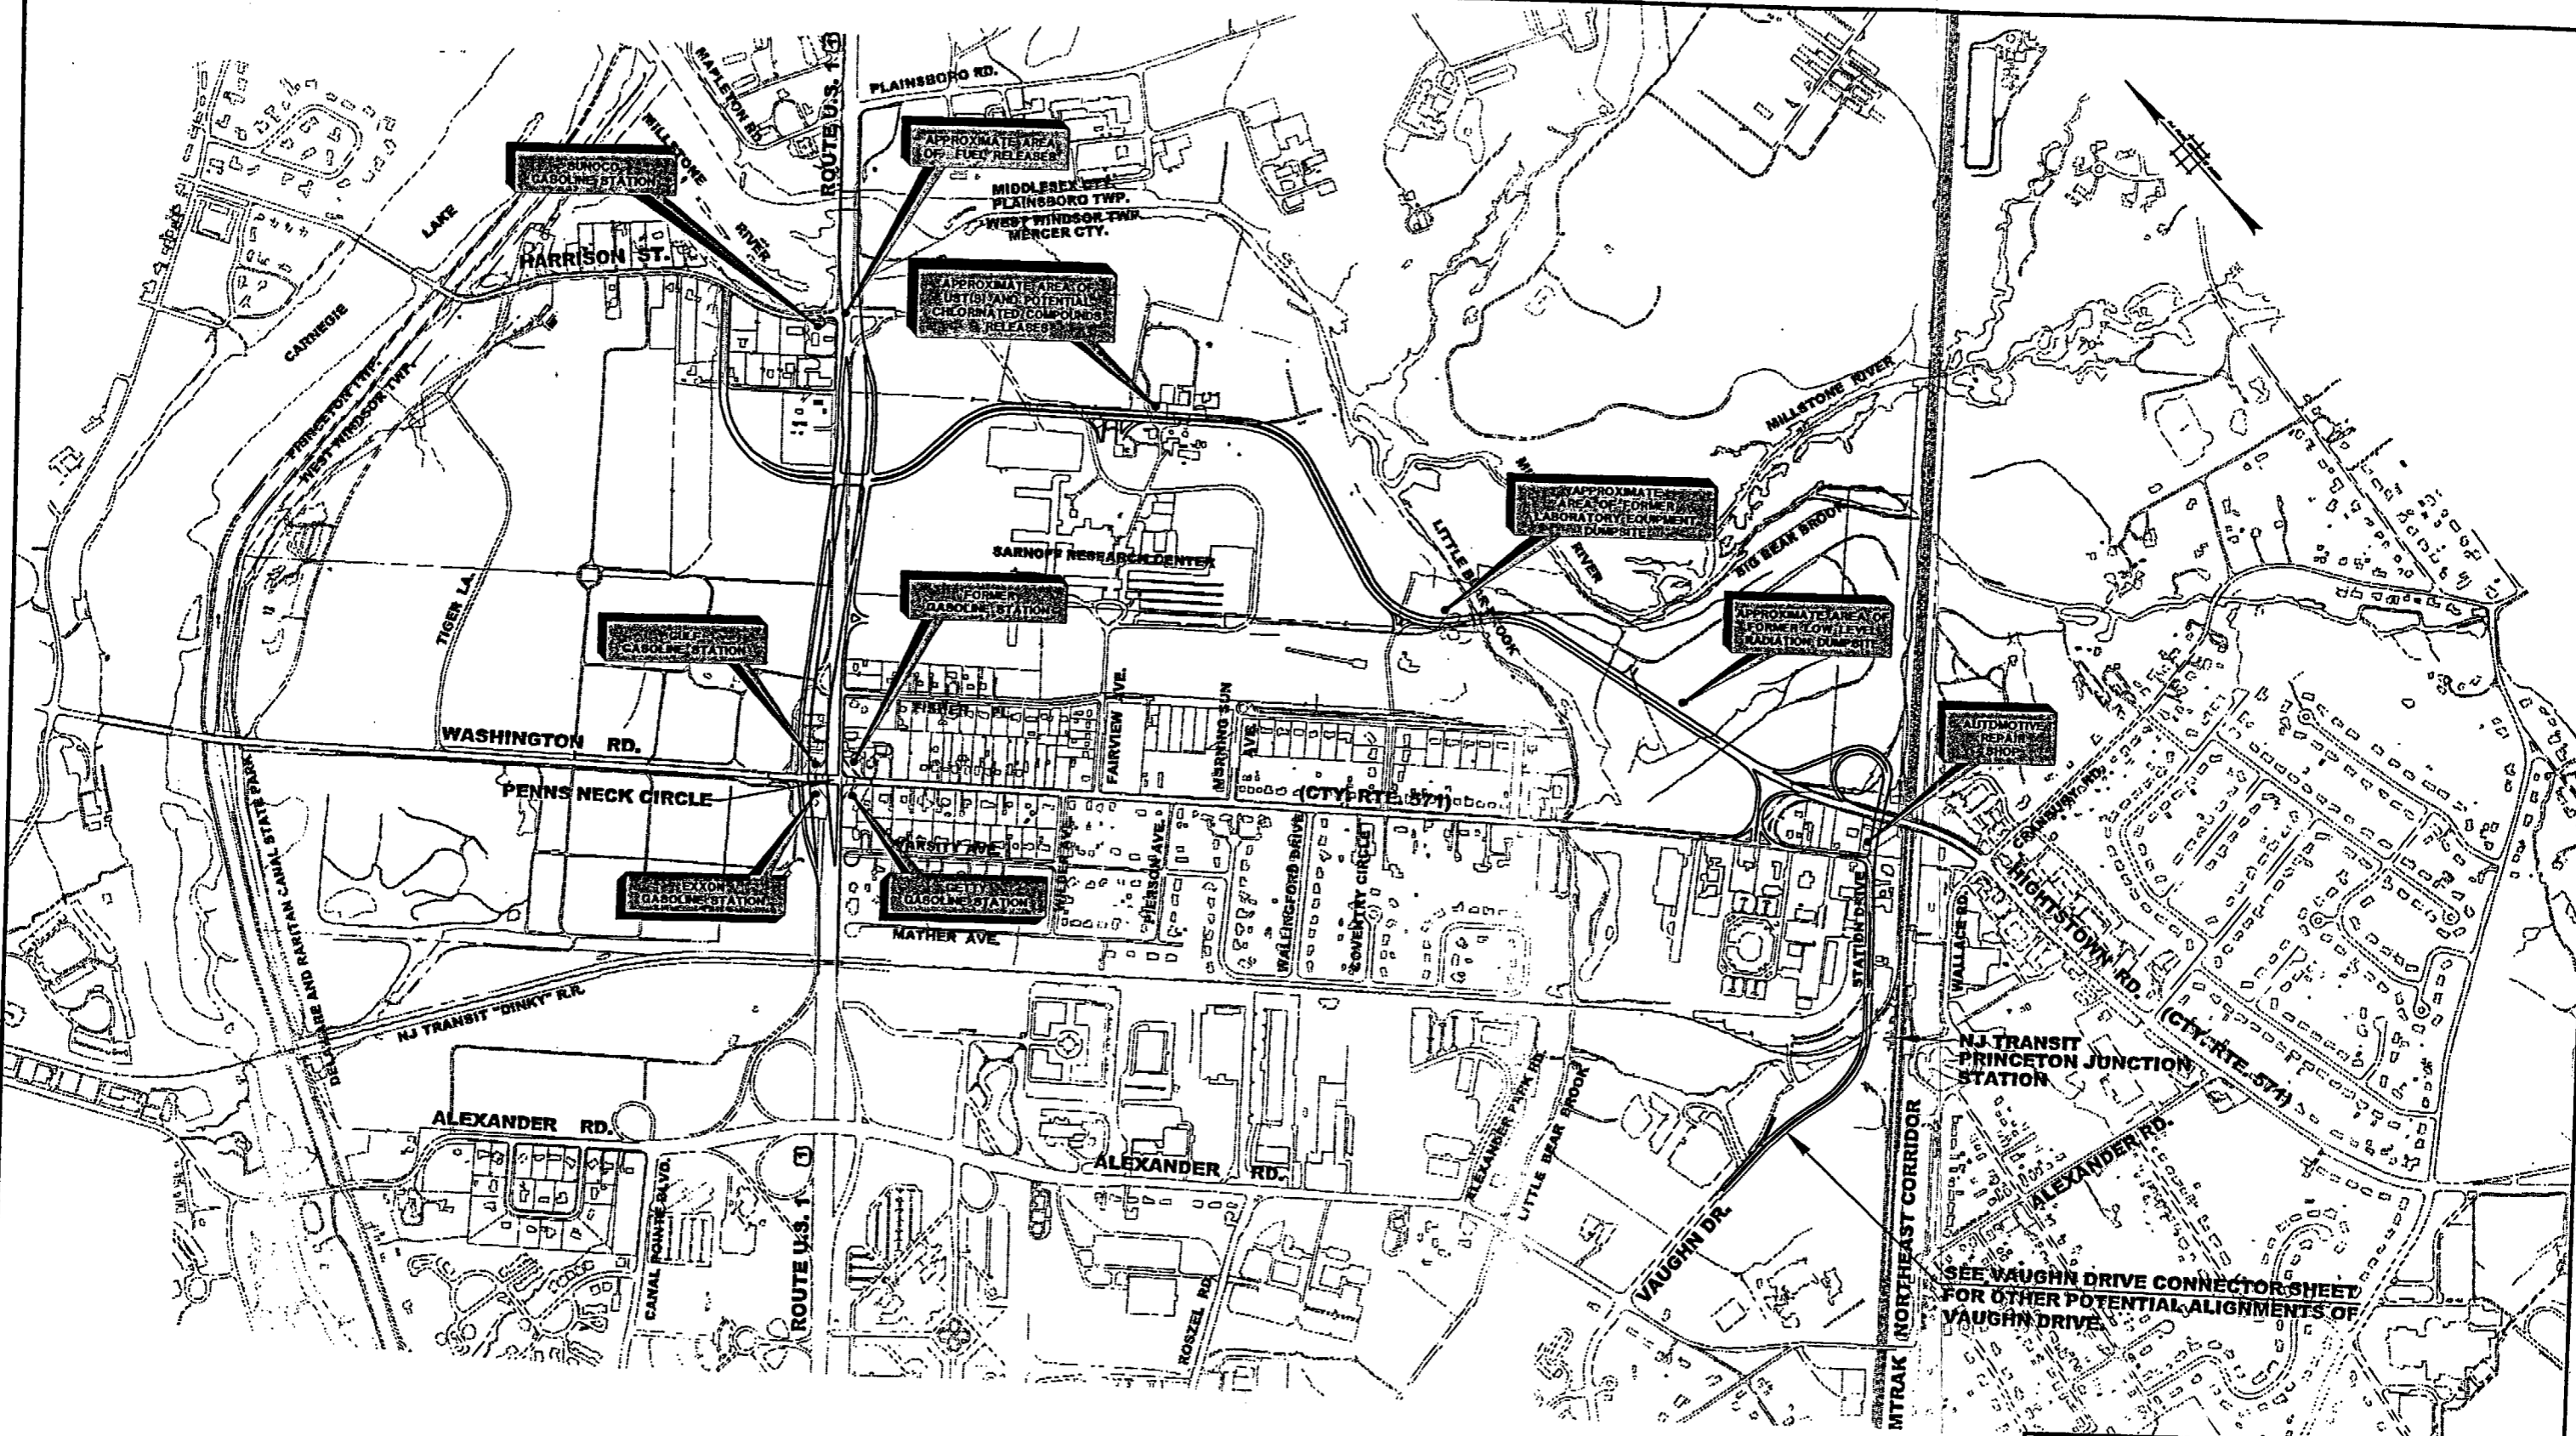 MAPLETON RD.
ROUTE U.S. 1
PLAINSBORO RD.
MILLSTONE
RIVER
SUNOCO
GASOLINE STATION
APPROXIMATE AREA
OF FUEL RELEASES
MIDDLESEX CTY.
PLAINSBORO TWP.
WEST WINDSOR TWP.
MERCER CTY.
LAKE
CARNEGIE
HARRISON ST.
APPROXIMATE AREA OF
UST(S) AND POTENTIAL
CHLORINATED COMPOUNDS
RELEASES
PRINCETON TWP.
WEST WINDSOR TWP.
MILLSTONE RIVER
APPROXIMATE
AREA OF FORMER
LABORATORY EQUIPMENT
DUMPSITE
RIVER
LITTLE BEAR BROOK
BIG BEAR BROOK
SARNOFF RESEARCH CENTER
TIGER LA.
FORMER
GASOLINE STATION
GULF
GASOLINE STATION
APPROXIMATE AREA OF
FORMER LOW LEVEL
RADIATION DUMPSITE
AUTOMOTIVE
REPAIR
SHOP
FISHER PL.
FAIRVIEW AVE.
MORNING SUN
AVE.
WASHINGTON RD.
PENNS NECK CIRCLE
(CTY. RTE. 571)
CRANBURY RD.
VARSITY AVE.
WILDER AVE.
PIERSON AVE.
WALLINGFORD DRIVE
COVENTRY CIRCLE
EXXON
GASOLINE STATION
GETTY
GASOLINE STATION
MATHER AVE.
STATION DRIVE
WALLACE RD.
HIGHTSTOWN RD.
(CTY. RTE. 571)
DELAWARE AND RARITAN CANAL STATE PARK
NJ TRANSIT "DINKY" R.R.
NJ TRANSIT
PRINCETON JUNCTION
STATION
ALEXANDER RD.
ALEXANDER RD.
ALEXANDER RD.
ALEXANDER PARK RD.
LITTLE BEAR BROOK
CANAL POINTE BLVD.
ROUTE U.S. 1
1
ROSZEL RD.
VAUGHN DR.
MTRAK NORTHEAST CORRIDOR
SEE VAUGHN DRIVE CONNECTOR SHEET
FOR OTHER POTENTIAL ALIGNMENTS OF
VAUGHN DRIVE.